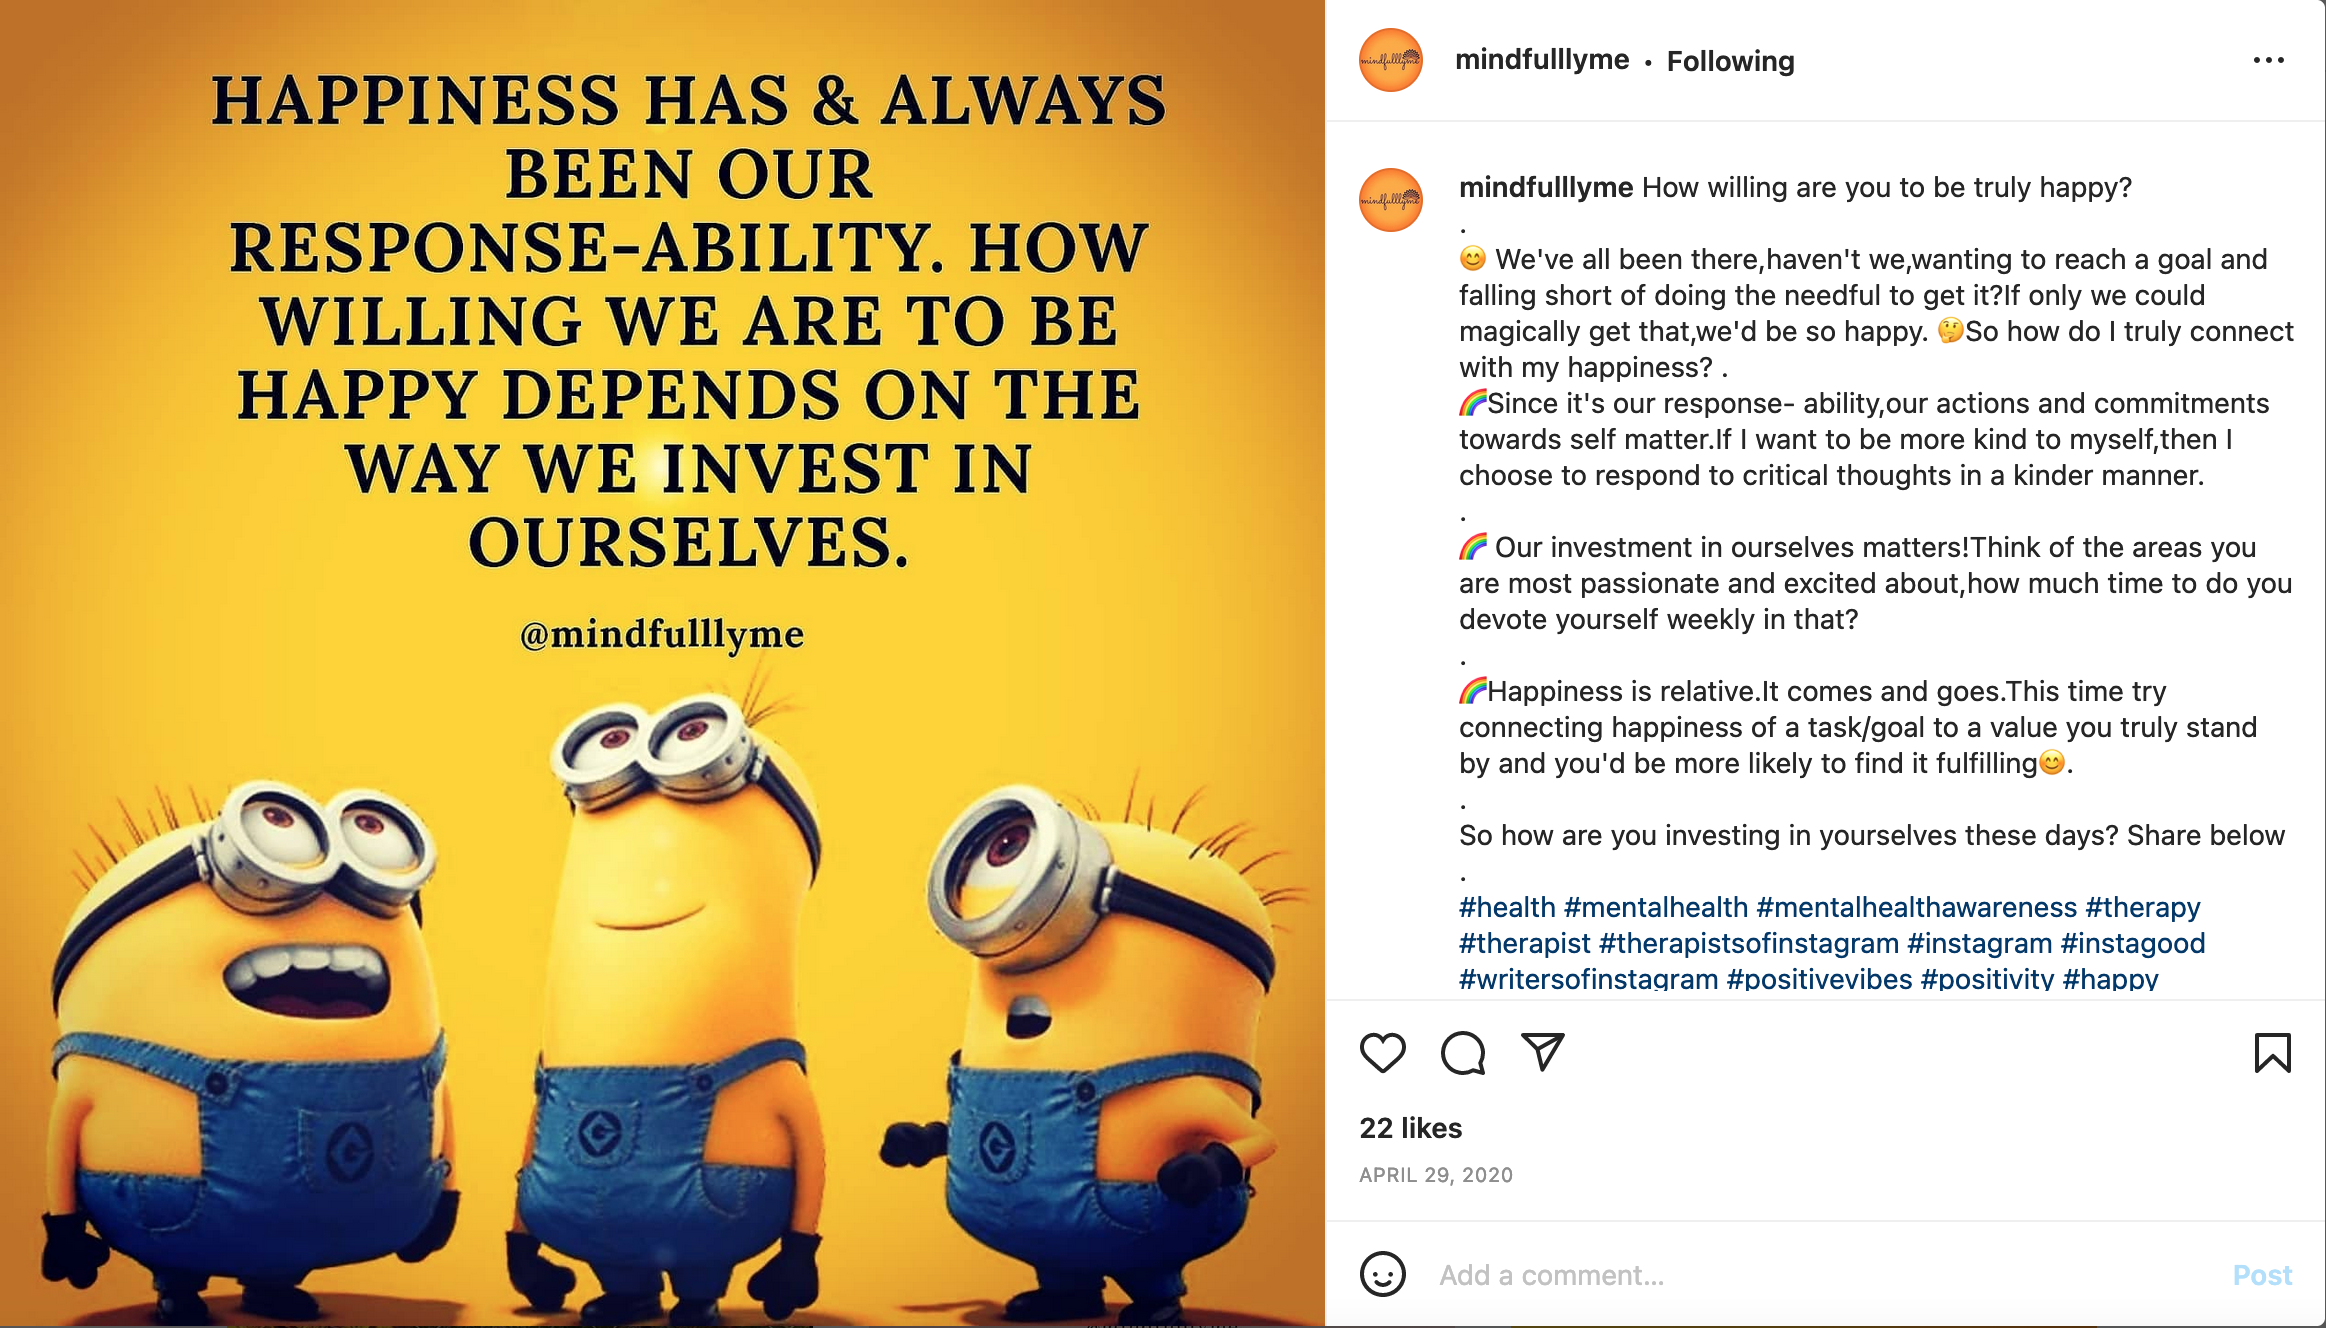 HAPPINESS HAS & ALWAYS
BEEN OUR
RESPONSE-ABILITY. HOW
WILLING WE ARE TO BE
HAPPY DEPENDS ON THE
WAY WE INVEST IN
OURSELVES.
@mindfulllyme
mindfulllyme
mindfulllyme • Following
mindfulllyme
mindfulllyme How willing are you to be truly happy?
.
😊 We've all been there,haven't we,wanting to reach a goal and
falling short of doing the needful to get it?If only we could
magically get that,we'd be so happy. 🤔So how do I truly connect
with my happiness? .
🌈Since it's our response- ability,our actions and commitments
towards self matter.If I want to be more kind to myself,then I
choose to respond to critical thoughts in a kinder manner.
.
🌈 Our investment in ourselves matters!Think of the areas you
are most passionate and excited about,how much time to do you
devote yourself weekly in that?
.
🌈Happiness is relative.It comes and goes.This time try
connecting happiness of a task/goal to a value you truly stand
by and you'd be more likely to find it fulfilling😊.
.
So how are you investing in yourselves these days? Share below
.
#health #mentalhealth #mentalhealthawareness #therapy
#therapist #therapistsofinstagram #instagram #instagood
#writersofinstagram #positivevibes #positivity #happy
22 likes
APRIL 29, 2020
Add a comment...
Post